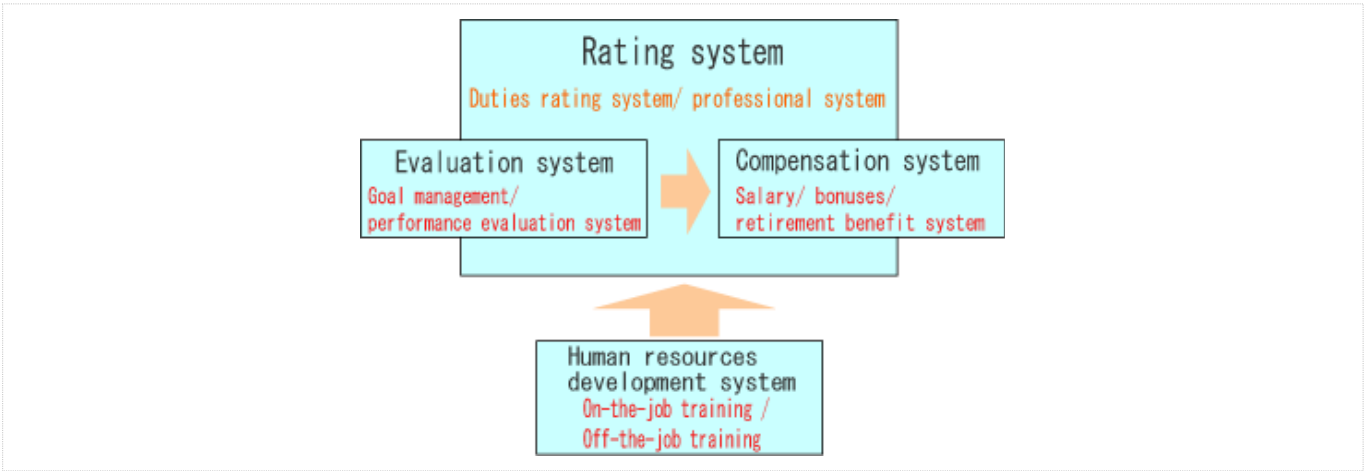 Rating system
Duties rating system/ professional system
Evaluation system
Goal management/
performance evaluation system
Compensation system
Salary/ bonuses/
retirement benefit system
Human resources
development system
On-the-job training /
Off-the-job training